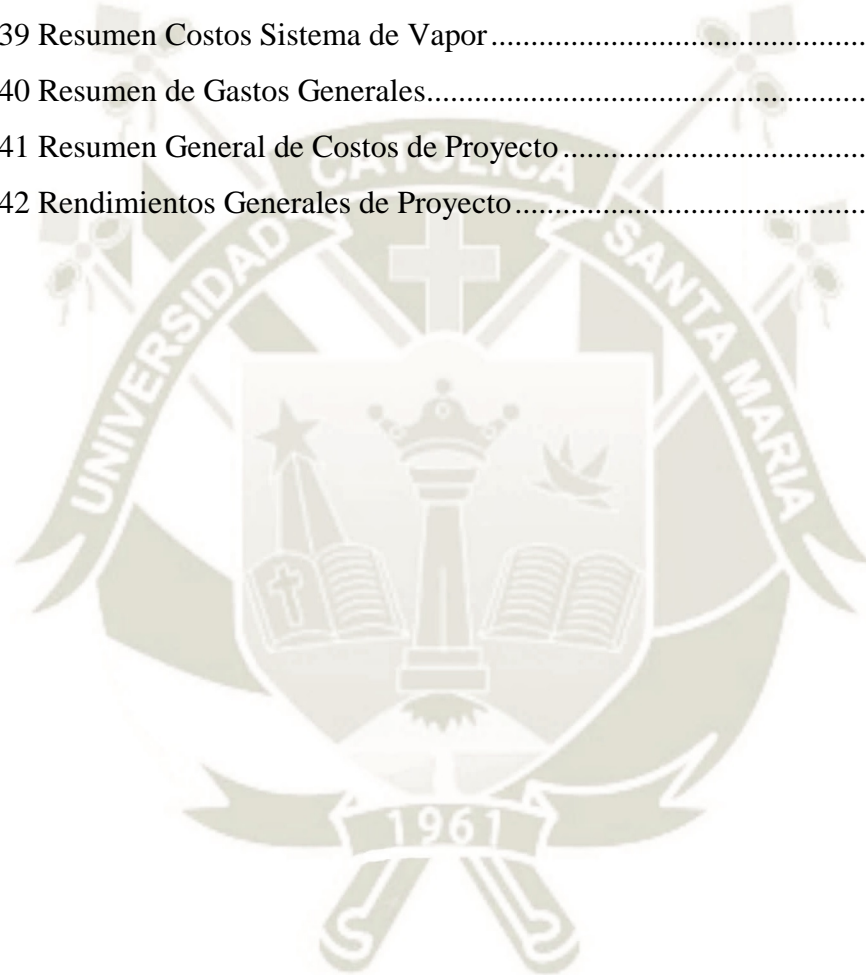 39 Resumen Costos Sistema de Vapor......................................................
40 Resumen de Gastos Generales...............................................................
41 Resumen General de Costos de Proyecto.............................................
42 Rendimientos Generales de Proyecto...................................................
UNIVERSIDAD CATOLICA SANTA MARIA
1961